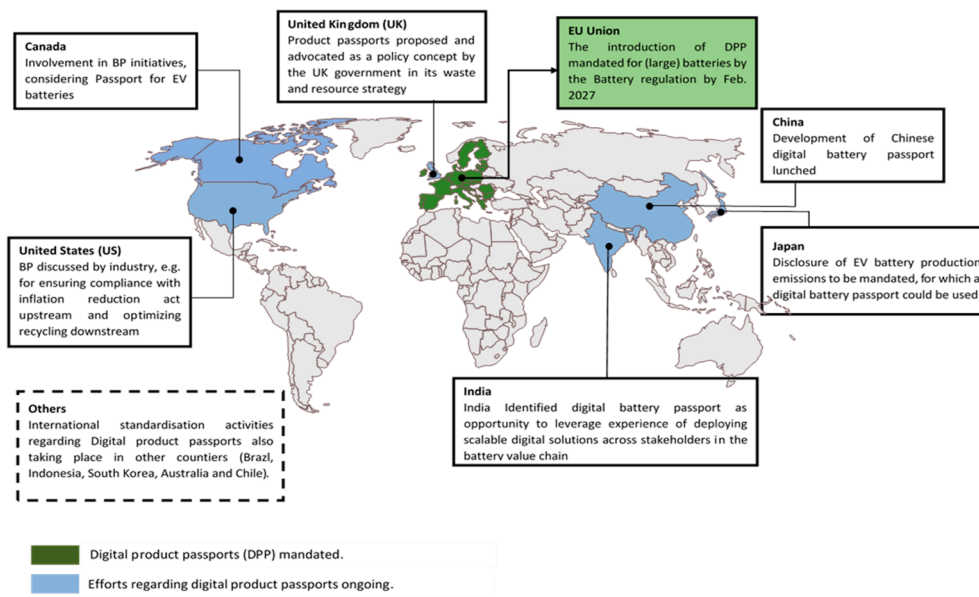 Canada
Involvement in BP initiatives,
considering Passport for EV
batteries
United Kingdom (UK)
Product passports proposed and
advocated as a policy concept by
the UK government in its waste
and resource strategy
EU Union
The introduction of DPP
mandated for (large) batteries by
the Battery regulation by Feb.
2027
China
Development of Chinese
digital battery passport
lunched
United States (US)
BP discussed by industry, e.g.
for ensuring compliance with
inflation reduction act
upstream and optimizing
recycling downstream
Japan
Disclosure of EV battery production
emissions to be mandated, for which a
digital battery passport could be used
India
India Identified digital battery passport as
opportunity to leverage experience of deploying
scalable digital solutions across stakeholders in the
battery value chain
Others
International standardisation activities
regarding Digital product passports also
taking place in other countiers (Brazl,
Indonesia, South Korea, Australia and Chile).
Digital product passports (DPP) mandated.
Efforts regarding digital product passports ongoing.